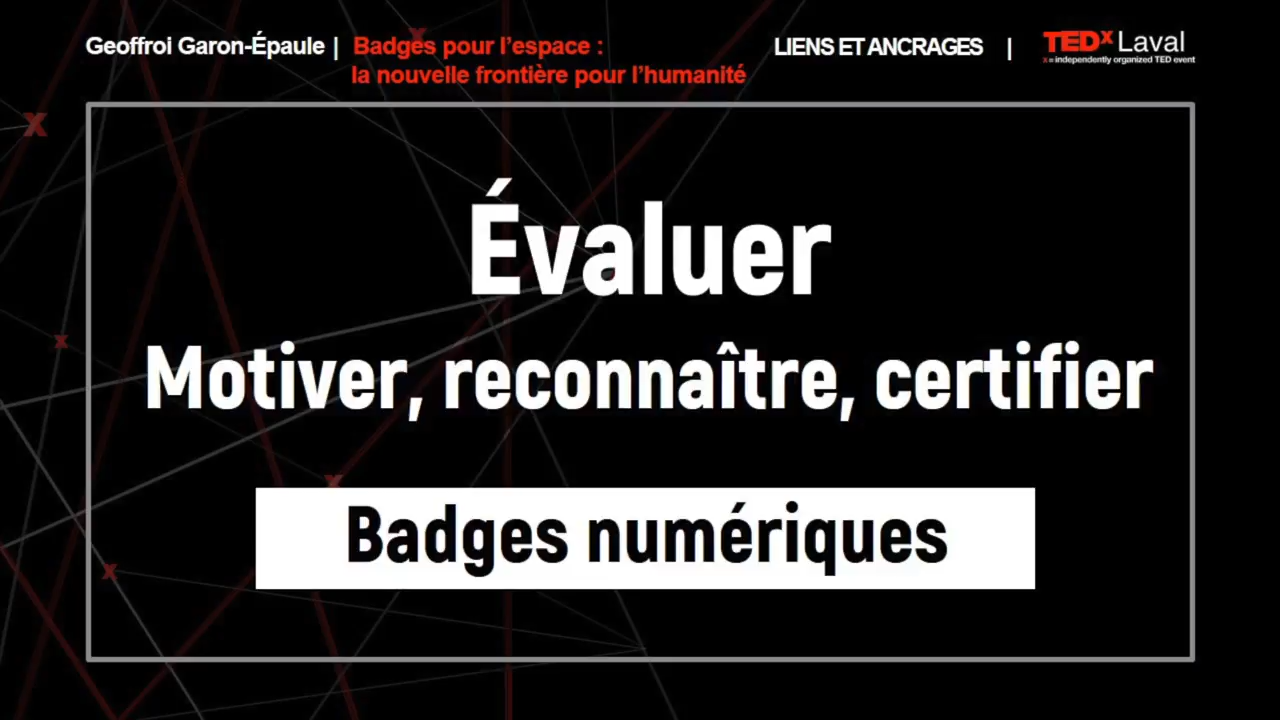 Geoffroi Garon-Épaule | Badges pour l'espace :
la nouvelle frontière pour l'humanité
LIENS ET ANCRAGES |
TEDx Laval
x = independently organized TED event
Évaluer
Motiver, reconnaître, certifier
Badges numériques